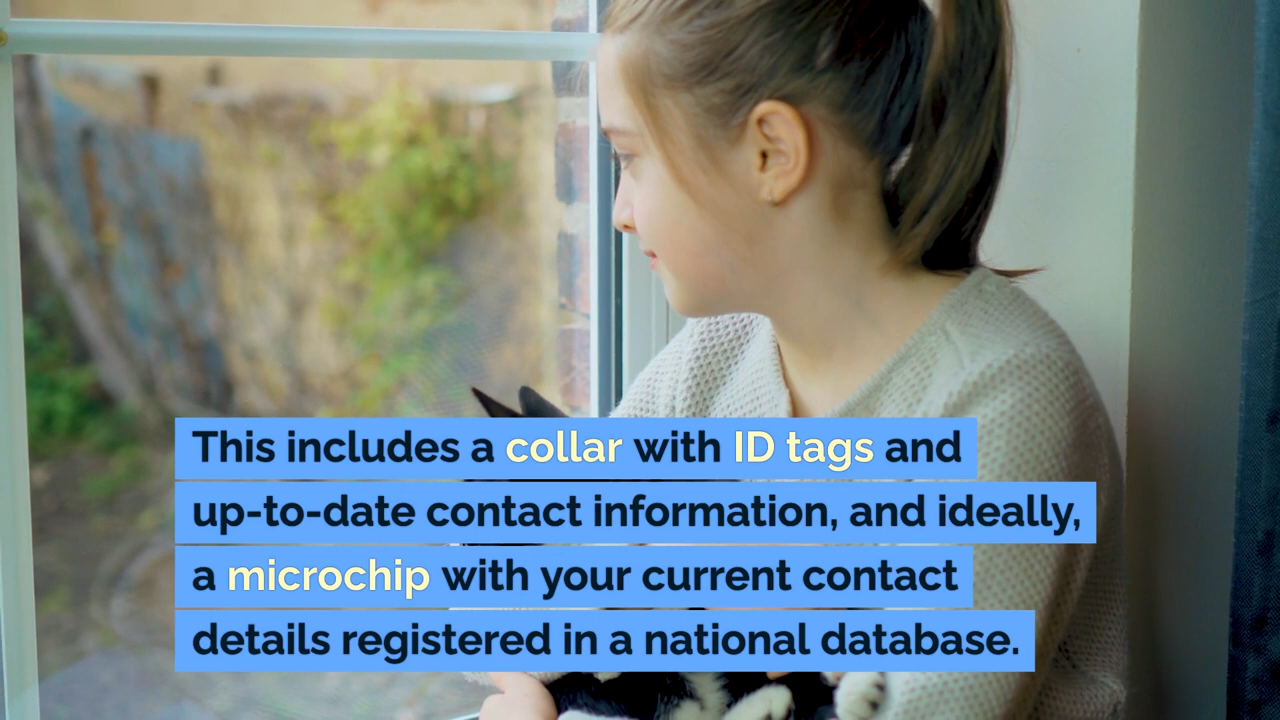 This includes a collar with ID tags and
up-to-date contact information, and ideally,
a microchip with your current contact
details registered in a national database.